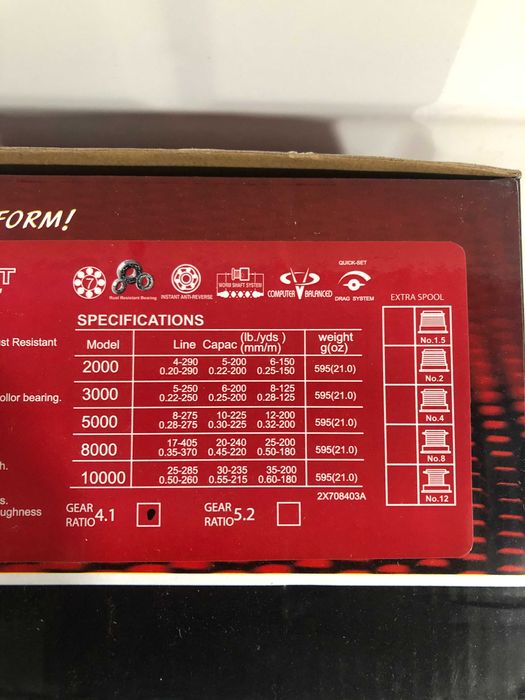 FORM!
7
Rust Resistant Bearing
INSTANT ANTI-REVERSE
WORM SHAFT SYSTEM
COMPUTER BALANCED
QUICK-SET
DRAG SYSTEM
EXTRA SPOOL
SPECIFICATIONS
Model Line Capac (lb./yds) (mm/m) weight g(oz)
2000 4-290 5-200 6-150 595(21.0)
0.20-290 0.22-200 0.25-150
3000 5-250 6-200 8-125 595(21.0)
0.22-250 0.25-200 0.28-125
5000 8-275 10-225 12-200 595(21.0)
0.28-275 0.30-225 0.32-200
8000 17-405 20-240 25-200 595(21.0)
0.35-370 0.45-220 0.50-180
10000 25-285 30-235 35-200 595(21.0)
0.50-260 0.55-215 0.60-180
2X708403A
GEAR RATIO 4.1
GEAR RATIO 5.2
No.1.5
No.2
No.4
No.8
No.12
ust Resistant
ollor bearing.
h.
s.
ughness